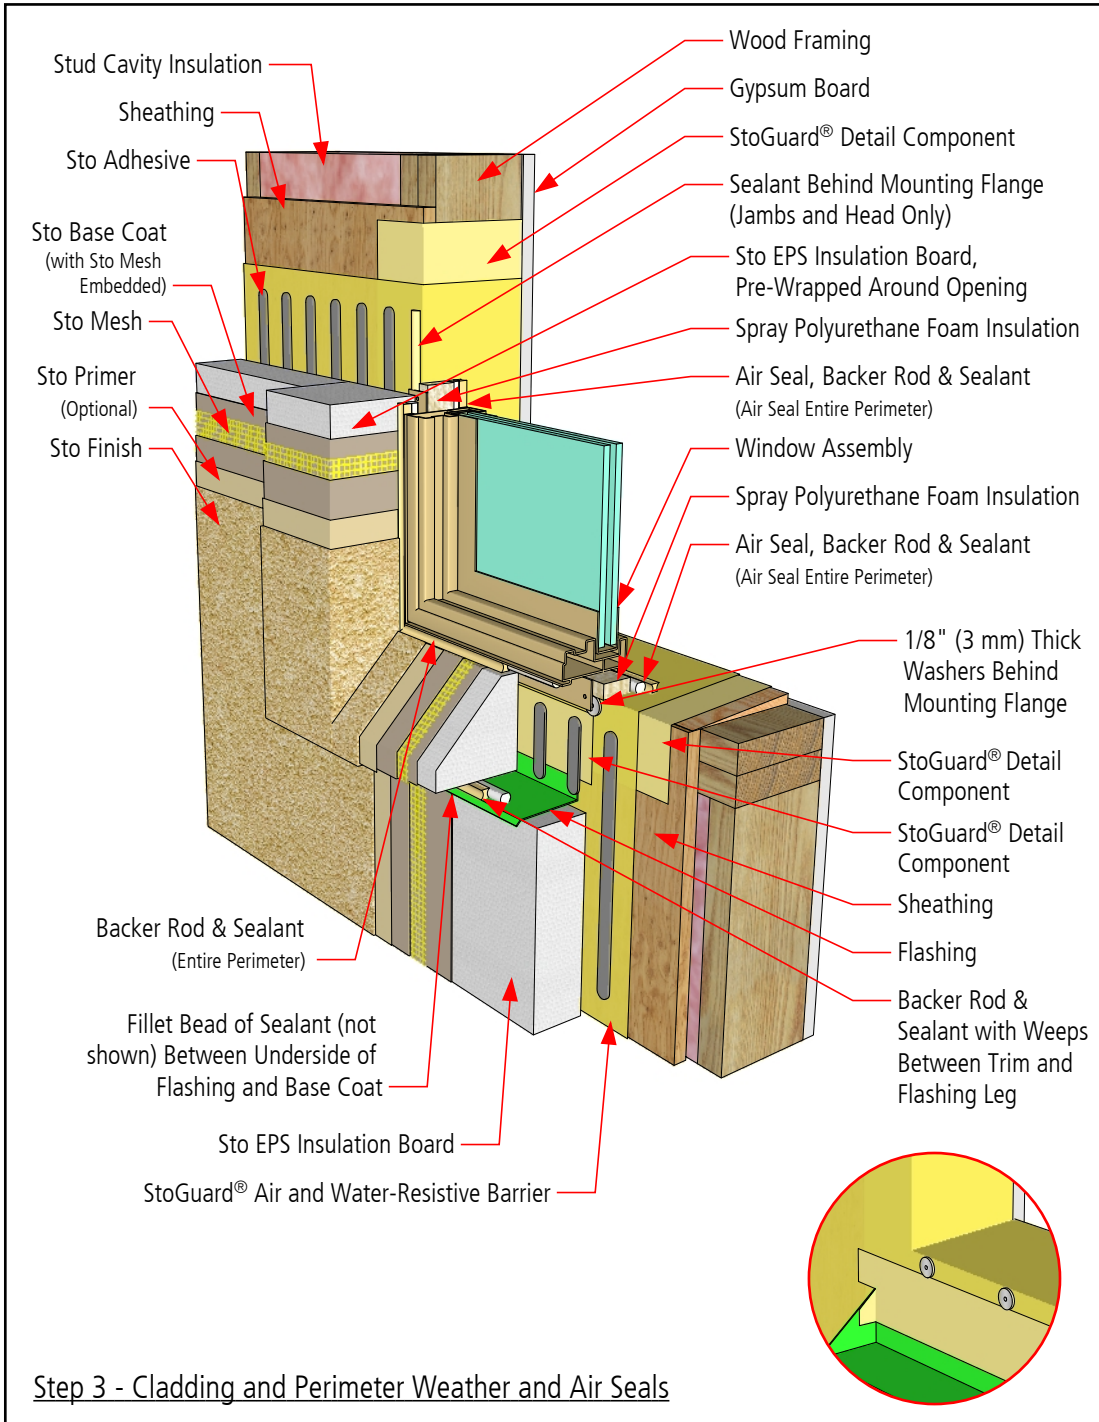 Stud Cavity Insulation
Sheathing
Sto Adhesive
Sto Base Coat
(with Sto Mesh
Embedded)
Sto Mesh
Sto Primer
(Optional)
Sto Finish
Wood Framing
Gypsum Board
StoGuard® Detail Component
Sealant Behind Mounting Flange
(Jambs and Head Only)
Sto EPS Insulation Board,
Pre-Wrapped Around Opening
Spray Polyurethane Foam Insulation
Air Seal, Backer Rod & Sealant
(Air Seal Entire Perimeter)
Window Assembly
Spray Polyurethane Foam Insulation
Air Seal, Backer Rod & Sealant
(Air Seal Entire Perimeter)
1/8" (3 mm) Thick
Washers Behind
Mounting Flange
StoGuard® Detail
Component
StoGuard® Detail
Component
Sheathing
Flashing
Backer Rod &
Sealant with Weeps
Between Trim and
Flashing Leg
Backer Rod & Sealant
(Entire Perimeter)
Fillet Bead of Sealant (not
shown) Between Underside of
Flashing and Base Coat
Sto EPS Insulation Board
StoGuard® Air and Water-Resistive Barrier
Step 3 - Cladding and Perimeter Weather and Air Seals